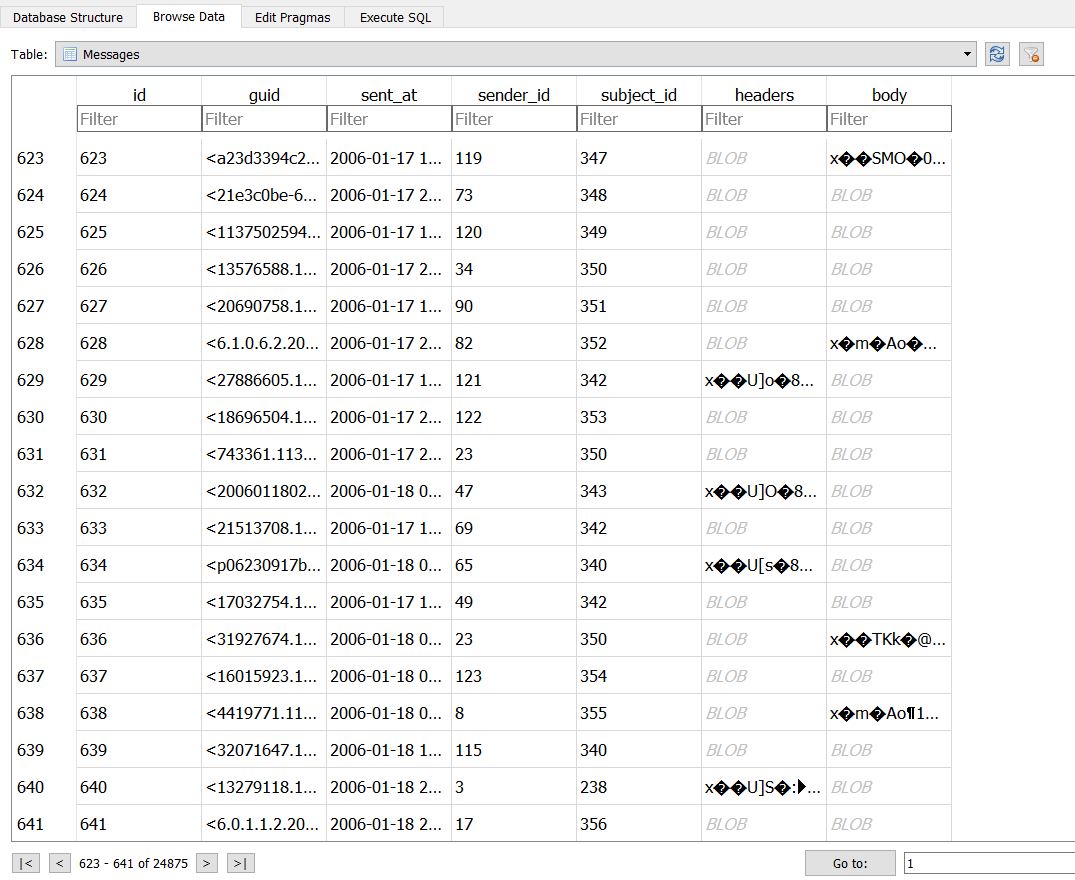 Database Structure Browse Data Edit Pragmas Execute SQL
Table: Messages
id guid sent_at sender_id subject_id headers body
Filter Filter Filter Filter Filter Filter Filter
623 623 <a23d3394c2... 2006-01-17 1... 119 347 BLOB x��SMO�0...
624 624 <21e3c0be-6... 2006-01-17 2... 73 348 BLOB BLOB
625 625 <1137502594... 2006-01-17 1... 120 349 BLOB BLOB
626 626 <13576588.1... 2006-01-17 2... 34 350 BLOB BLOB
627 627 <20690758.1... 2006-01-17 1... 90 351 BLOB BLOB
628 628 <6.1.0.6.2.20... 2006-01-17 2... 82 352 BLOB x�m�Ao�...
629 629 <27886605.1... 2006-01-17 1... 121 342 x��U]o�8... BLOB
630 630 <18696504.1... 2006-01-17 2... 122 353 BLOB BLOB
631 631 <743361.113... 2006-01-17 2... 23 350 BLOB BLOB
632 632 <2006011802... 2006-01-18 0... 47 343 x��U]O�8... BLOB
633 633 <21513708.1... 2006-01-17 1... 69 342 BLOB BLOB
634 634 <p06230917b... 2006-01-18 0... 65 340 x��U[s�8... BLOB
635 635 <17032754.1... 2006-01-17 1... 49 342 BLOB BLOB
636 636 <31927674.1... 2006-01-18 0... 23 350 BLOB x��TKk�@...
637 637 <16015923.1... 2006-01-18 0... 123 354 BLOB BLOB
638 638 <4419771.11... 2006-01-18 0... 8 355 BLOB x�m�Ao¶1...
639 639 <32071647.1... 2006-01-18 1... 115 340 BLOB BLOB
640 640 <13279118.1... 2006-01-18 2... 3 238 x��U]S�:▶... BLOB
641 641 <6.0.1.1.2.20... 2006-01-18 2... 17 356 BLOB BLOB
|< < 623 - 641 of 24875 > >| Go to: 1